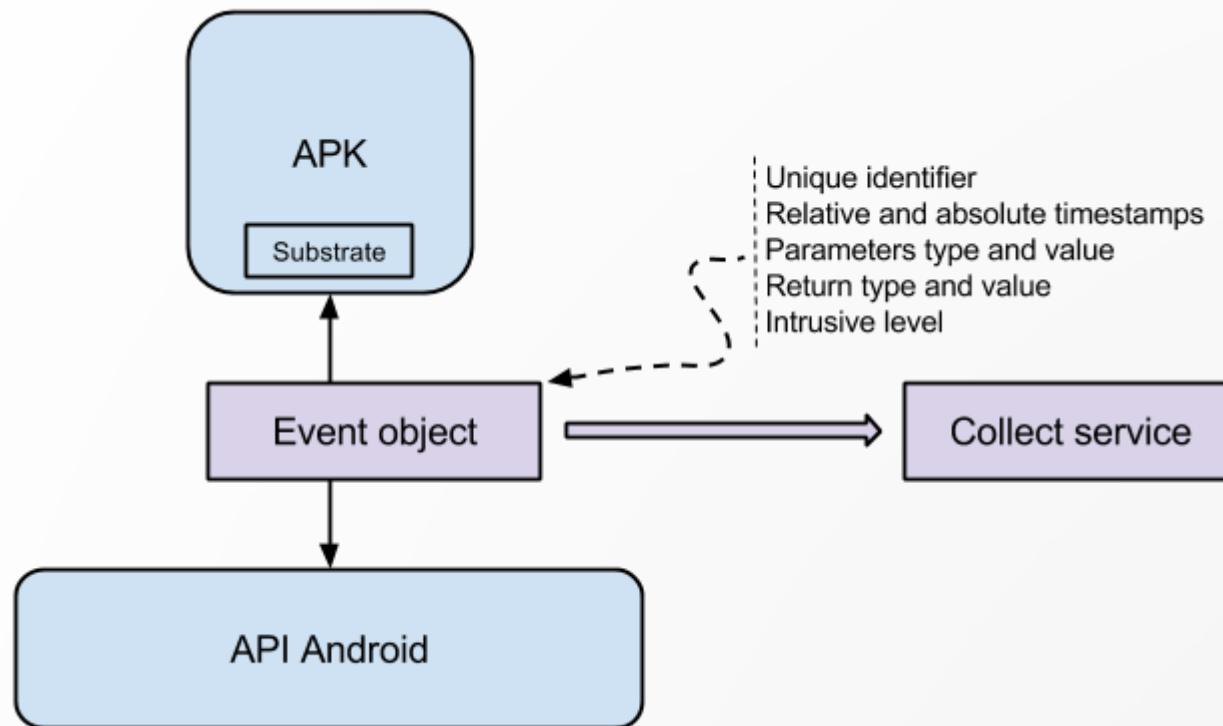 APK
Substrate
Unique identifier
Relative and absolute timestamps
Parameters type and value
Return type and value
Intrusive level
Event object
Collect service
API Android